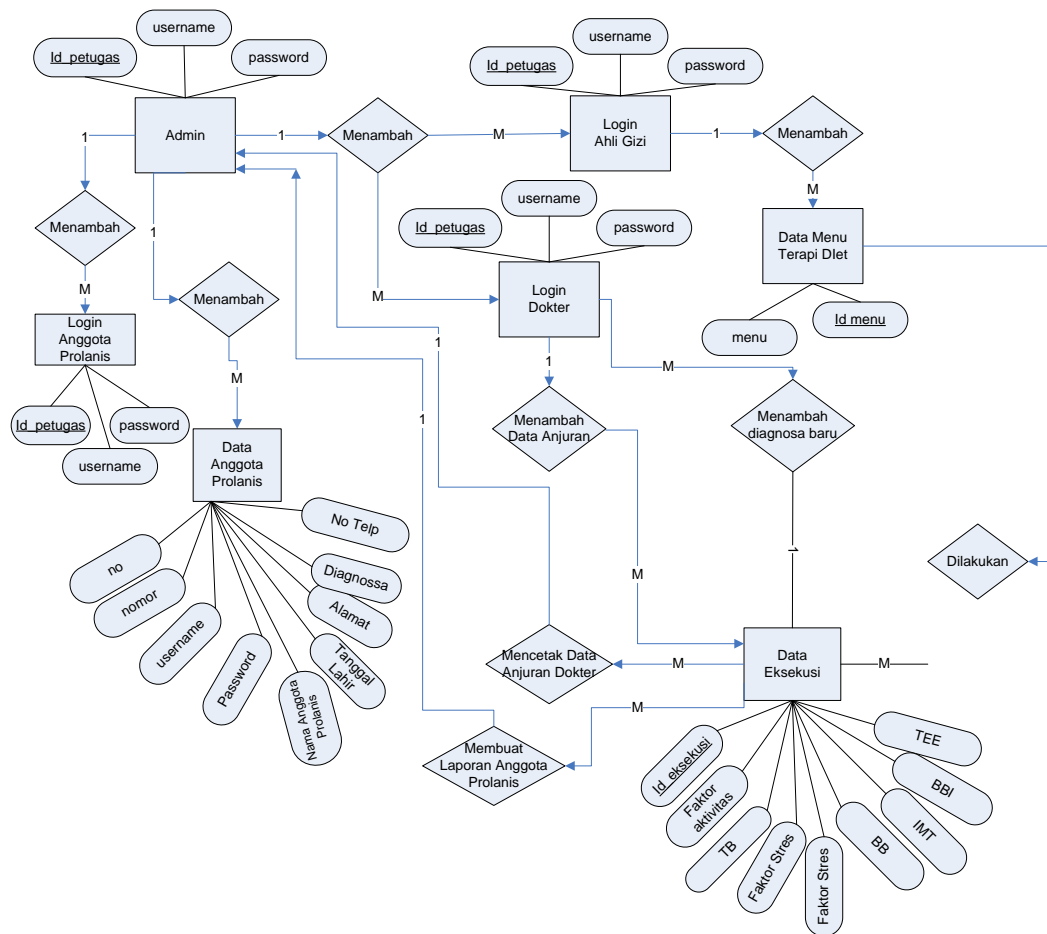 username
Id_petugas
password
username
Id_petugas
password
Admin
1
Menambah
M
Login
Ahli Gizi
1
Menambah
1
M
Menambah
1
M
username
Id_petugas
password
Data Menu
Terapi DIet
menu
Id menu
Menambah
M
Login
Anggota
Prolanis
Id_petugas
password
username
M
Login
Dokter
1
M
1
M
Data
Anggota
Prolanis
No Telp
no
Diagnossa
nomor
Alamat
username
Tanggal
Lahir
Password
Nama Anggota
Prolanis
Menambah
Data Anjuran
Menambah
diagnosa baru
M
1
Dilakukan
Mencetak Data
Anjuran Dokter
M
Data
Eksekusi
M
1
M
Membuat
Laporan Anggota
Prolanis
Id_eksekusi
TEE
Faktor
aktivitas
BBI
TB
IMT
Faktor Stres
BB
Faktor Stres